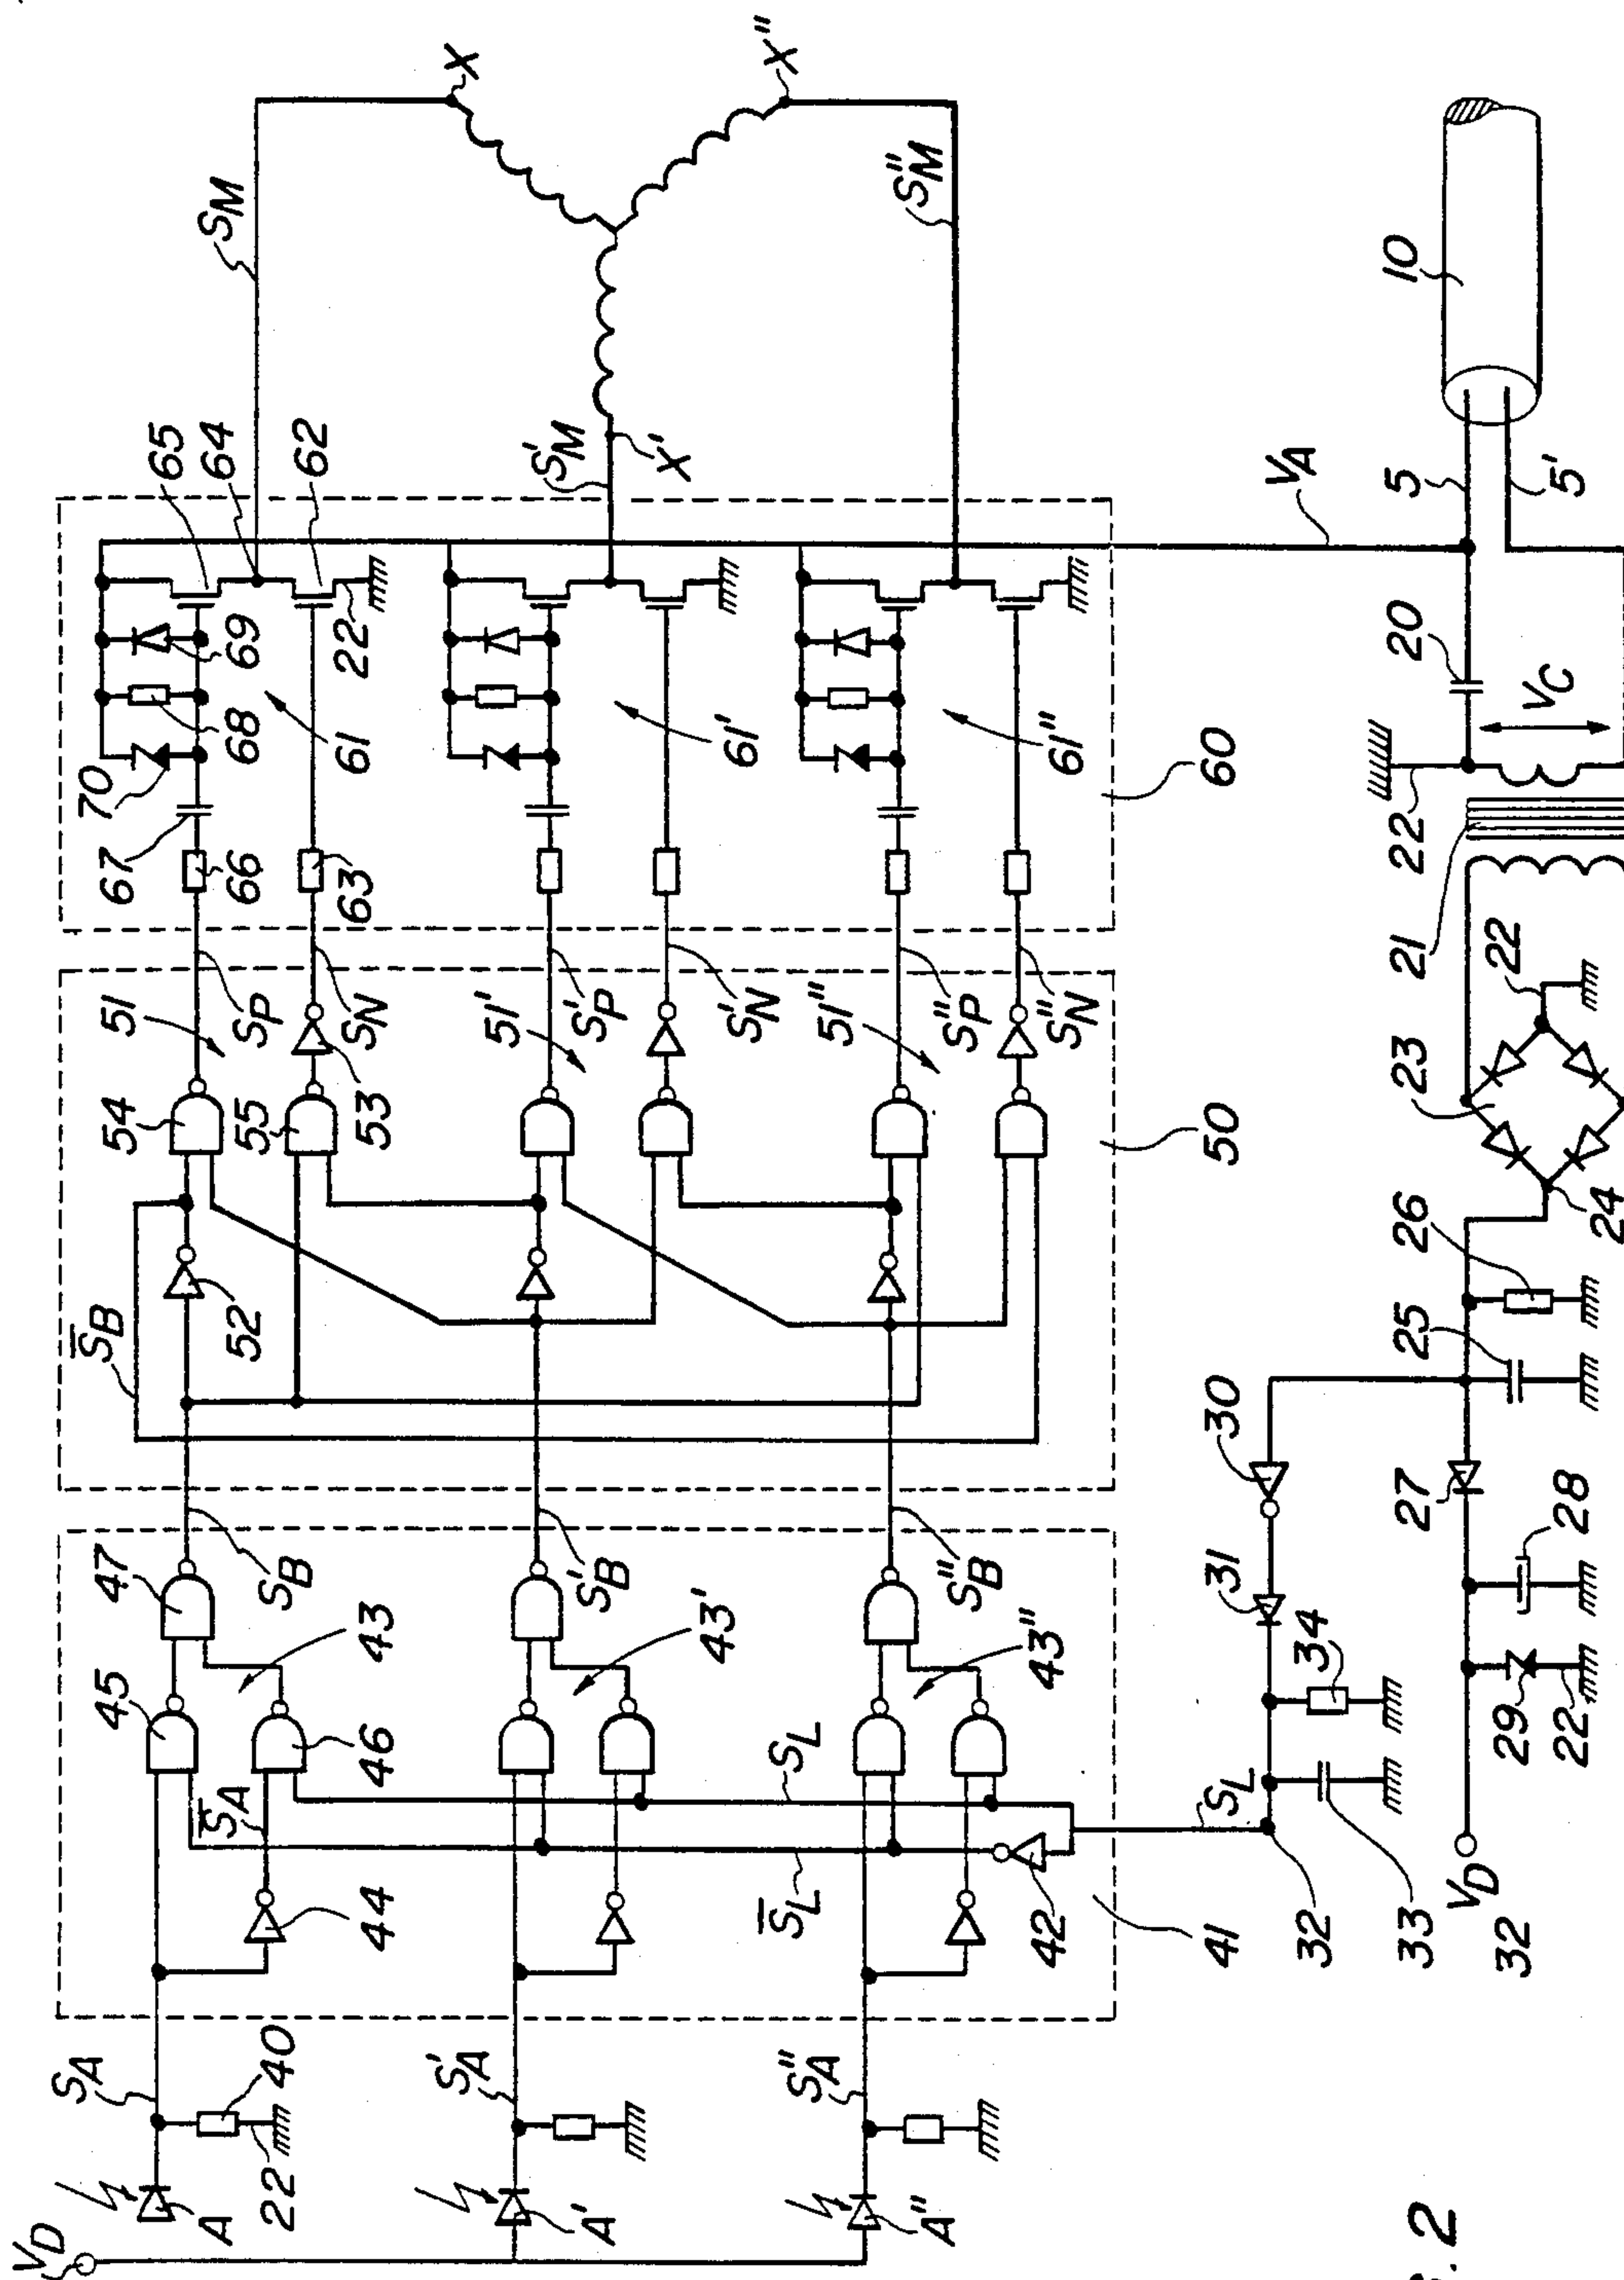 V_D
S_A
47
S̄_B
54
51
67
70
65
S_M
X
45
A
40
S̄_A
43
S_B
52
55
S_P
66
68
69
64
22
44
46
53
S_N
63
61
22
62
S'_A
S'_B
51'
S'_P
S'_M
X'
X''
A'
43'
S'_N
61'
S_L
S̄_L
S''_A
S''_B
51''
S''_P
S''_M
A''
42
43''
S''_N
61''
41
S_L
31
30
50
60
V_A
32
34
33
27
25
26
23
21
22
22
20
10
V_D
29
28
24
V_C
5
32
22
5'
. 2